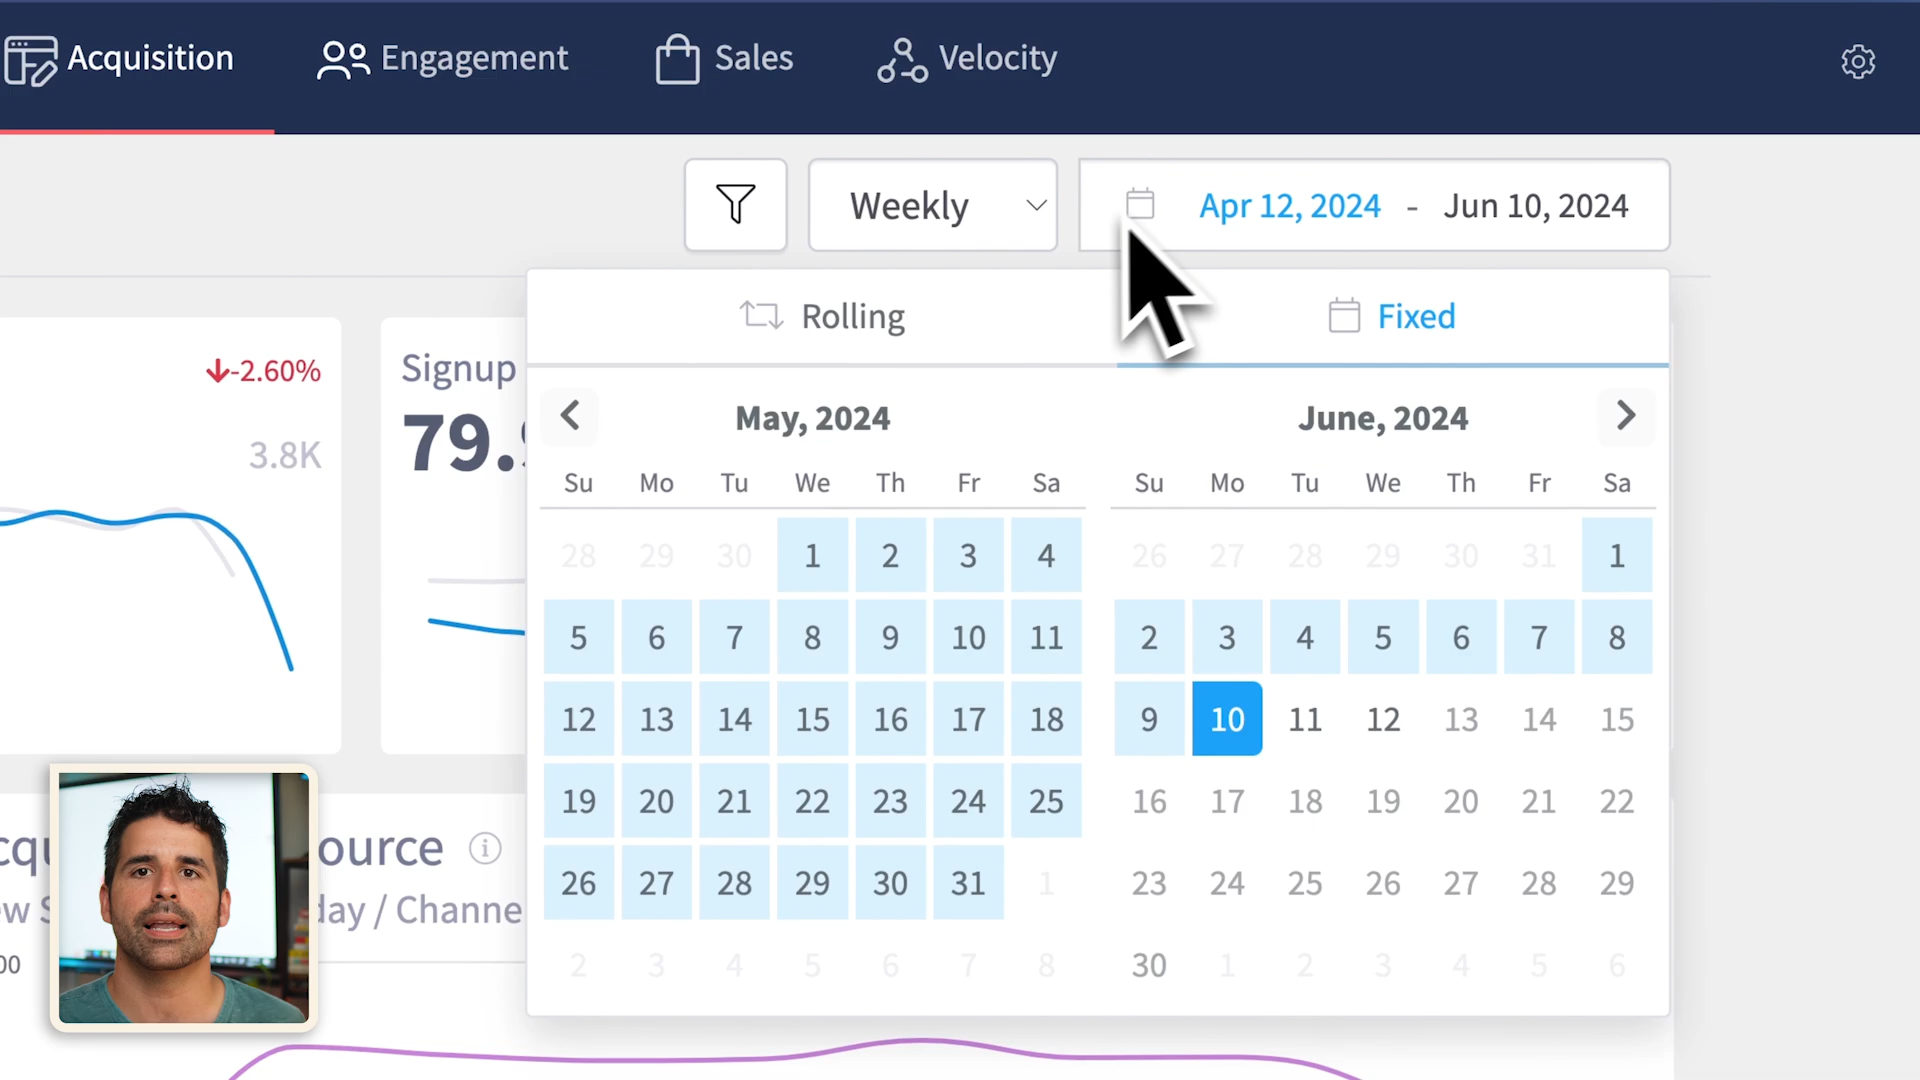 Acquisition Engagement Sales Velocity
Weekly Apr 12, 2024 - Jun 10, 2024
Rolling Fixed
-2.60%
3.8K
Signup
79.
May, 2024 June, 2024
Su Mo Tu We Th Fr Sa Su Mo Tu We Th Fr Sa
28 29 30 1 2 3 4 26 27 28 29 30 31 1
5 6 7 8 9 10 11 2 3 4 5 6 7 8
12 13 14 15 16 17 18 9 10 11 12 13 14 15
19 20 21 22 23 24 25 16 17 18 19 20 21 22
26 27 28 29 30 31 1 23 24 25 26 27 28 29
2 3 4 5 6 7 8 30 1 2 3 4 5 6
cqu ource
ew S day / Channe
00